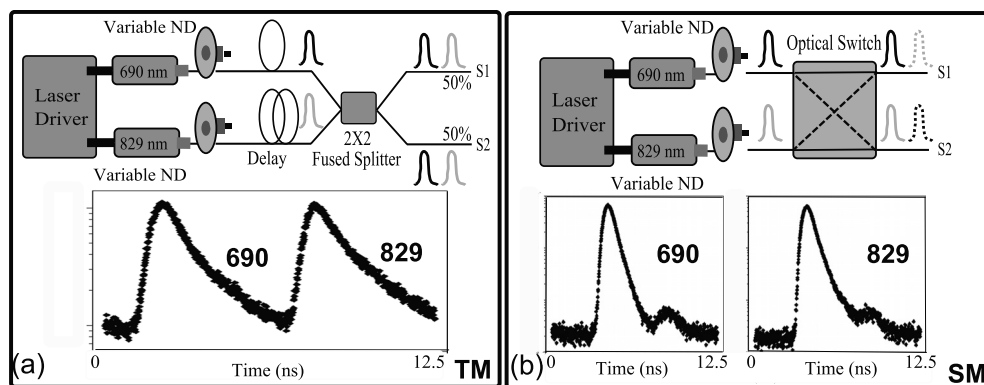 Variable ND
690 nm
Laser
Driver
829 nm
Delay
2X2
Fused Splitter
S1
50%
50%
S2
Variable ND
690
829
0
12.5
Time (ns)
(a)
TM
Variable ND
Optical Switch
690 nm
S1
Laser
Driver
829 nm
S2
Variable ND
690
829
0
12.5
0
12.5
Time (ns)
Time (ns)
(b)
SM